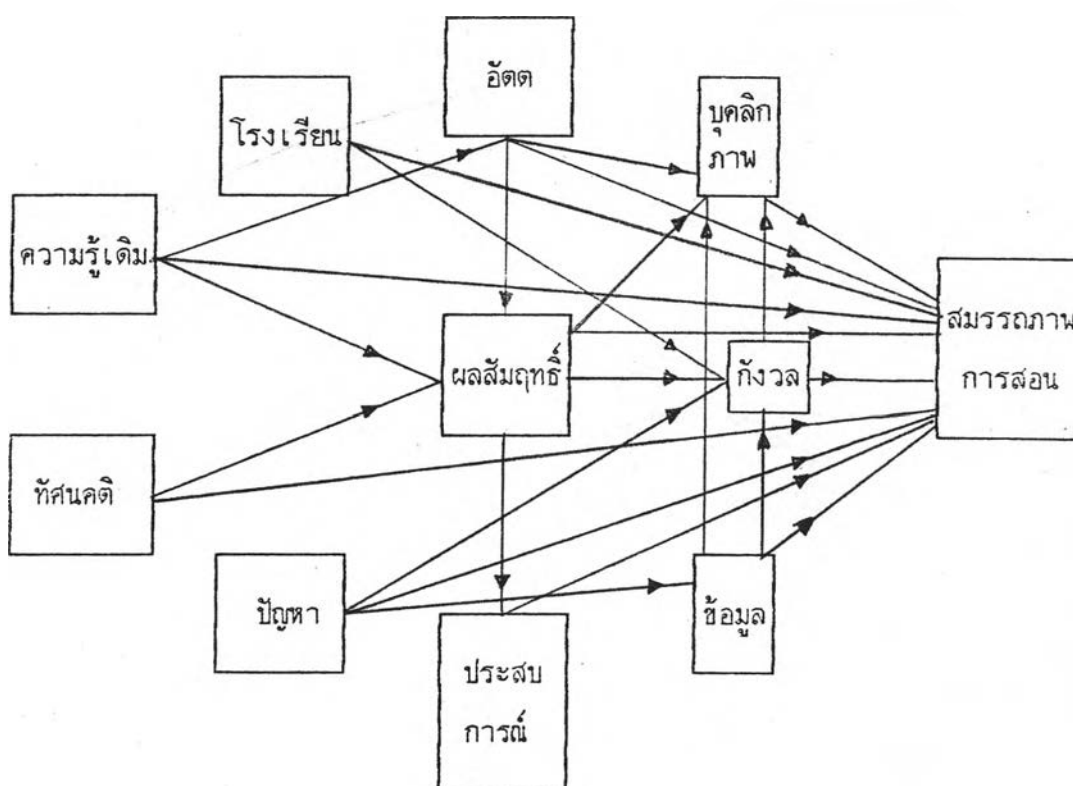 อัตต
โรงเรียน
บุคลิก
ภาพ
ความรู้เดิม
สมรรถภาพ
การสอน
ผลสัมฤทธิ์
กังวล
ทัศนคติ
ปัญหา
ข้อมูล
ประสบ
การณ์